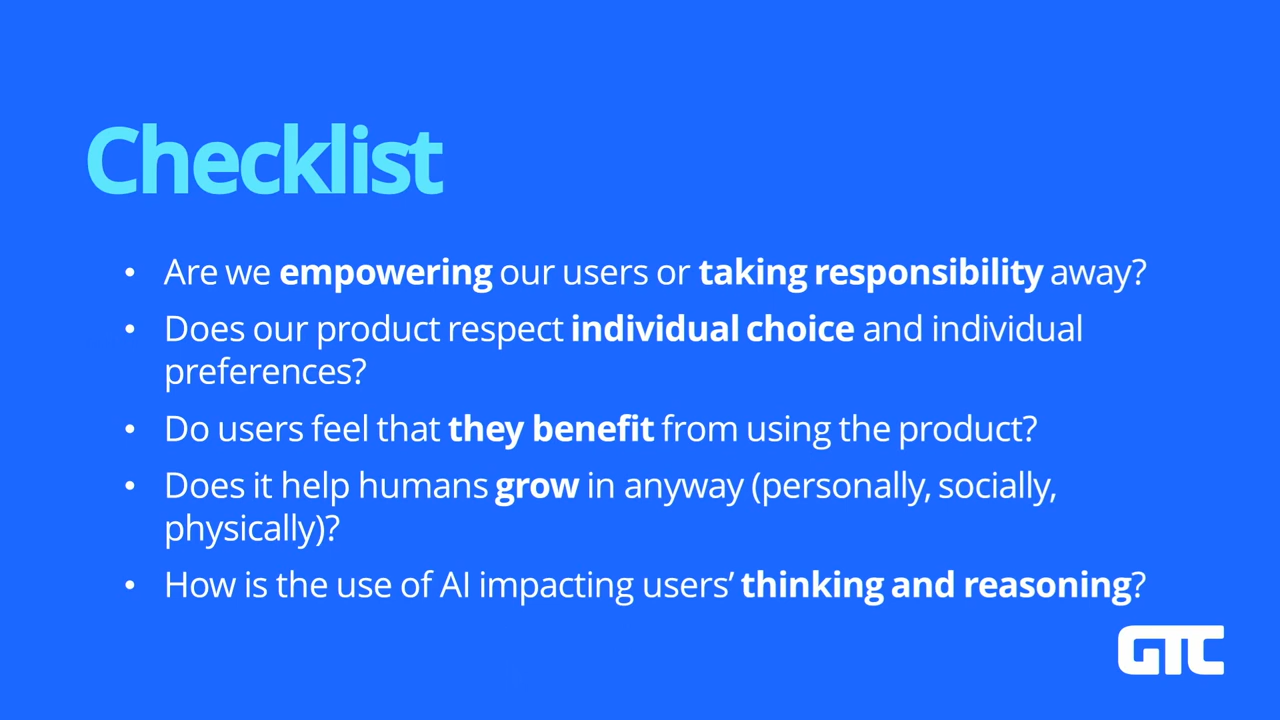 Checklist
• Are we empowering our users or taking responsibility away?
• Does our product respect individual choice and individual
preferences?
• Do users feel that they benefit from using the product?
• Does it help humans grow in anyway (personally, socially,
physically)?
• How is the use of AI impacting users’ thinking and reasoning?
GTC